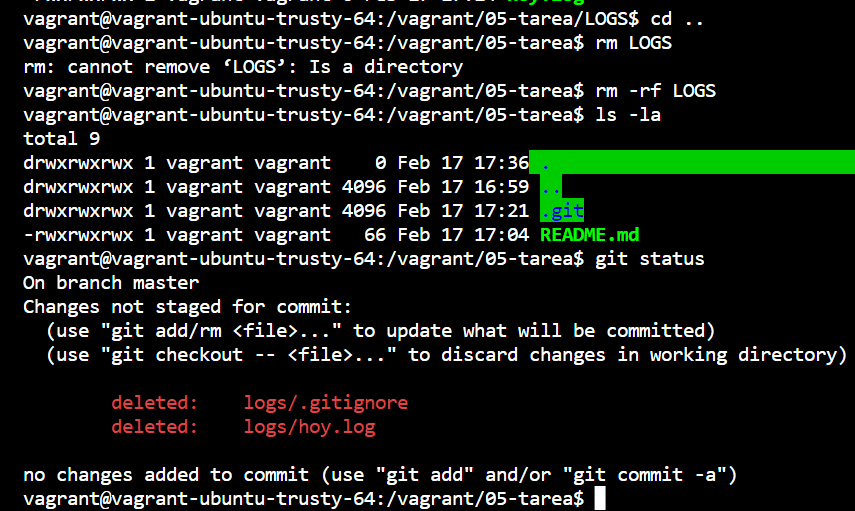 vagrant@vagrant-ubuntu-trusty-64:/vagrant/05-tarea/LOGS$ cd ..
vagrant@vagrant-ubuntu-trusty-64:/vagrant/05-tarea$ rm LOGS
rm: cannot remove ‘LOGS’: Is a directory
vagrant@vagrant-ubuntu-trusty-64:/vagrant/05-tarea$ rm -rf LOGS
vagrant@vagrant-ubuntu-trusty-64:/vagrant/05-tarea$ ls -la
total 9
drwxrwxrwx 1 vagrant vagrant    0 Feb 17 17:36 .
drwxrwxrwx 1 vagrant vagrant 4096 Feb 17 16:59 ..
drwxrwxrwx 1 vagrant vagrant 4096 Feb 17 17:21 .git
-rwxrwxrwx 1 vagrant vagrant   66 Feb 17 17:04 README.md
vagrant@vagrant-ubuntu-trusty-64:/vagrant/05-tarea$ git status
On branch master
Changes not staged for commit:
  (use "git add/rm <file>..." to update what will be committed)
  (use "git checkout -- <file>..." to discard changes in working directory)
        deleted:    logs/.gitignore
        deleted:    logs/hoy.log
no changes added to commit (use "git add" and/or "git commit -a")
vagrant@vagrant-ubuntu-trusty-64:/vagrant/05-tarea$